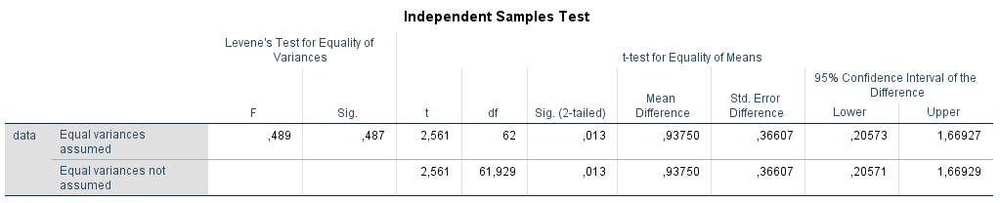 Independent Samples Test
Levene's Test for Equality of
Variances
t-test for Equality of Means
F
Sig.
t
df
Sig. (2-tailed)
Mean
Difference
Std. Error
Difference
95% Confidence Interval of the
Difference
Lower
Upper
data
Equal variances
assumed
,489
,487
2,561
62
,013
,93750
,36607
,20573
1,66927
Equal variances not
assumed
2,561
61,929
,013
,93750
,36607
,20571
1,66929